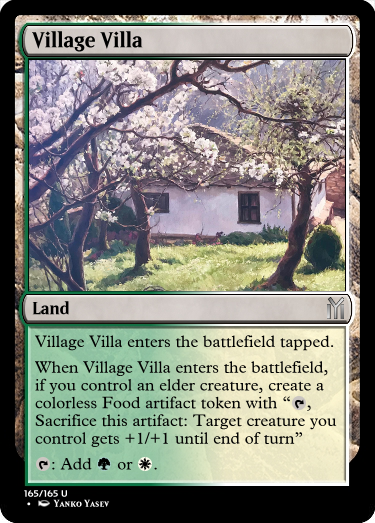 Village Villa
Land
Village Villa enters the battlefield tapped.
When Village Villa enters the battlefield,
if you control an elder creature, create a
colorless Food artifact token with “,
Sacrifice this artifact: Target creature you
control gets +1/+1 until end of turn”
: Add or .
165/165 U
• Yanko Yasev